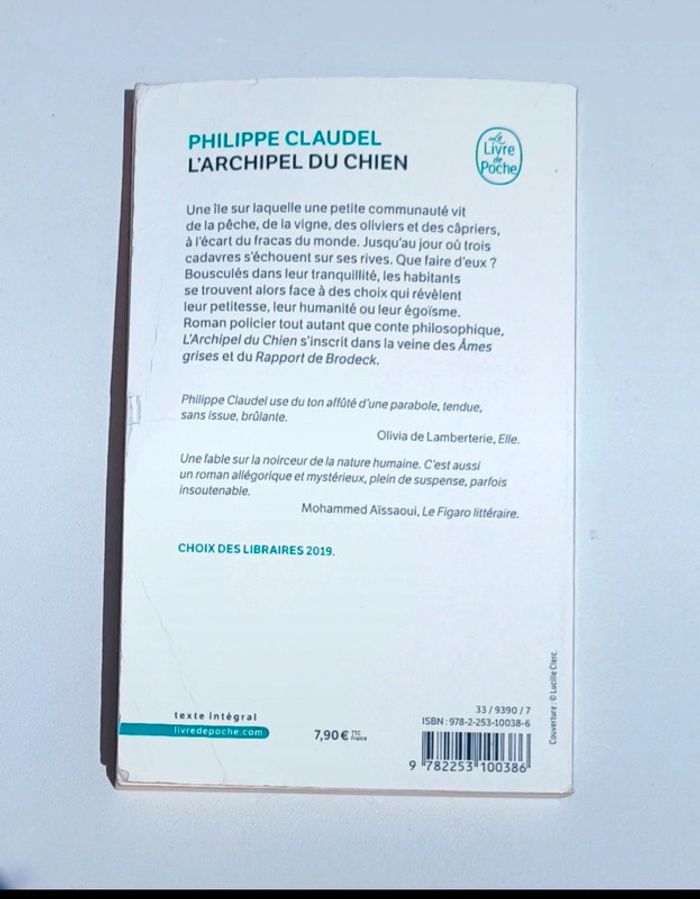 PHILIPPE CLAUDEL
L'ARCHIPEL DU CHIEN
Le
Livre
de
Poche
Une île sur laquelle une petite communauté vit
de la pêche, de la vigne, des oliviers et des câpriers,
à l'écart du fracas du monde. Jusqu'au jour où trois
cadavres s'échouent sur ses rives. Que faire d'eux ?
Bousculés dans leur tranquillité, les habitants
se trouvent alors face à des choix qui révèlent
leur petitesse, leur humanité ou leur égoïsme.
Roman policier tout autant que conte philosophique,
L'Archipel du Chien s'inscrit dans la veine des Âmes
grises et du Rapport de Brodeck.
Philippe Claudel use du ton affûté d'une parabole, tendue,
sans issue, brûlante.
Olivia de Lamberterie, Elle.
Une fable sur la noirceur de la nature humaine. C'est aussi
un roman allégorique et mystérieux, plein de suspense, parfois
insoutenable.
Mohammed Aïssaoui, Le Figaro littéraire.
CHOIX DES LIBRAIRES 2019.
Couverture : © Lucille Clerc.
texte intégral
livredepoche.com
7,90 € TTC France
33 / 9390 / 7
ISBN : 978-2-253-10038-6
9 782253 100386